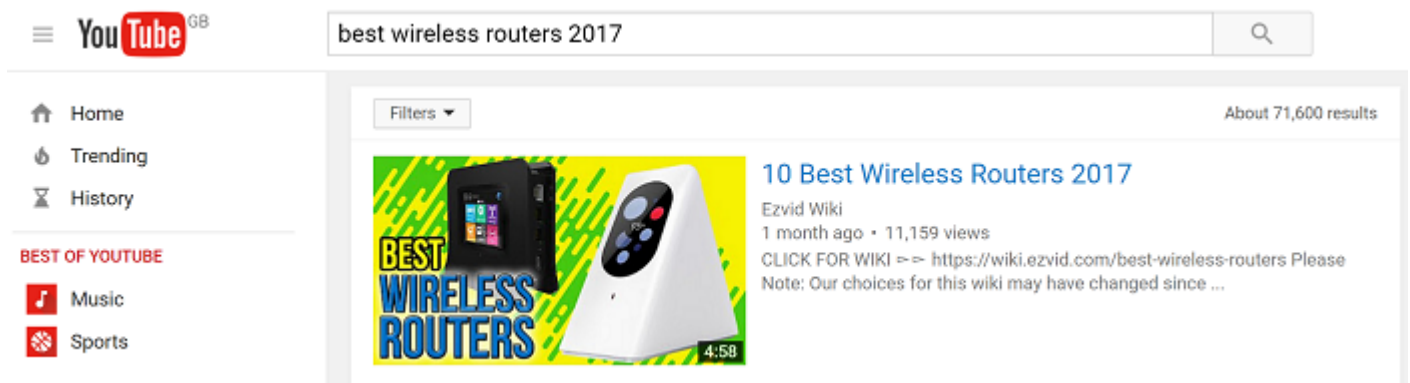 YouTube GB
best wireless routers 2017
Home
Trending
History
BEST OF YOUTUBE
Music
Sports
Filters
About 71,600 results
BEST
WIRELESS
ROUTERS
4:58
10 Best Wireless Routers 2017
Ezvid Wiki
1 month ago • 11,159 views
CLICK FOR WIKI ➣➣ https://wiki.ezvid.com/best-wireless-routers Please
Note: Our choices for this wiki may have changed since ...